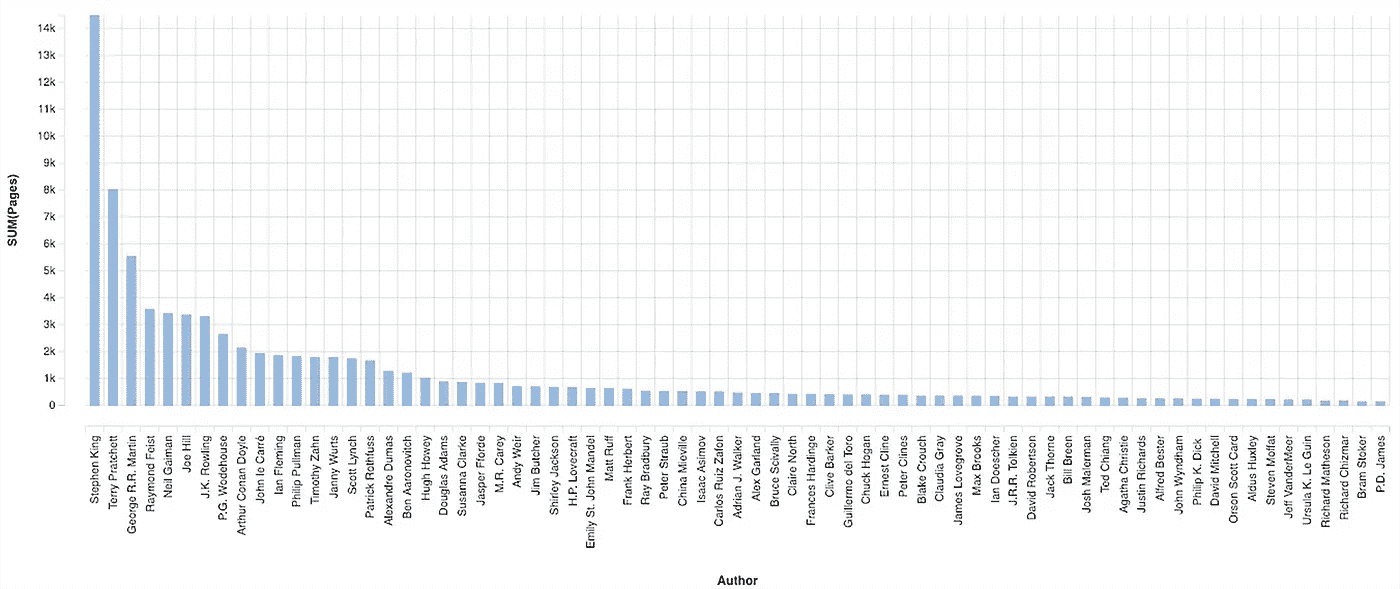 SUM(Pages)
14k
13k
12k
11k
10k
9k
8k
7k
6k
5k
4k
3k
2k
1k
0
Stephen King
Terry Pratchett
George R.R. Martin
Raymond Feist
Neil Gaiman
Joe Hill
J.K. Rowling
P.G. Wodehouse
Arthur Conan Doyle
John le Carré
Ian Fleming
Philip Pullman
Timothy Zahn
Janny Wurts
Scott Lynch
Patrick Rothfuss
Alexandre Dumas
Ben Aaronovitch
Hugh Howey
Douglas Adams
Susanna Clarke
Jasper Fforde
M.R. Carey
Andy Weir
Jim Butcher
Shirley Jackson
H.P. Lovecraft
Emily St. John Mandel
Matt Ruff
Frank Herbert
Ray Bradbury
Peter Straub
China Mieville
Isaac Asimov
Carlos Ruiz Zafon
Adrian J. Walker
Alex Garland
Bruce Scivally
Claire North
Frances Hardinge
Clive Barker
Guillermo del Toro
Chuck Hogan
Ernest Cline
Peter Clines
Blake Crouch
Claudia Gray
James Lovegrove
Max Brooks
Ian Doescher
J.R.R. Tolkien
David Robertson
Jack Thorne
Bill Breen
Josh Malerman
Ted Chiang
Agatha Christie
Justin Richards
Alfred Bester
John Wyndham
Philip K. Dick
David Mitchell
Orson Scott Card
Aldus Huxley
Steven Moffat
Jeff VanderMeer
Ursula K. Le Guin
Richard Matheson
Richard Chizmar
Bram Stoker
P.D. James
Author